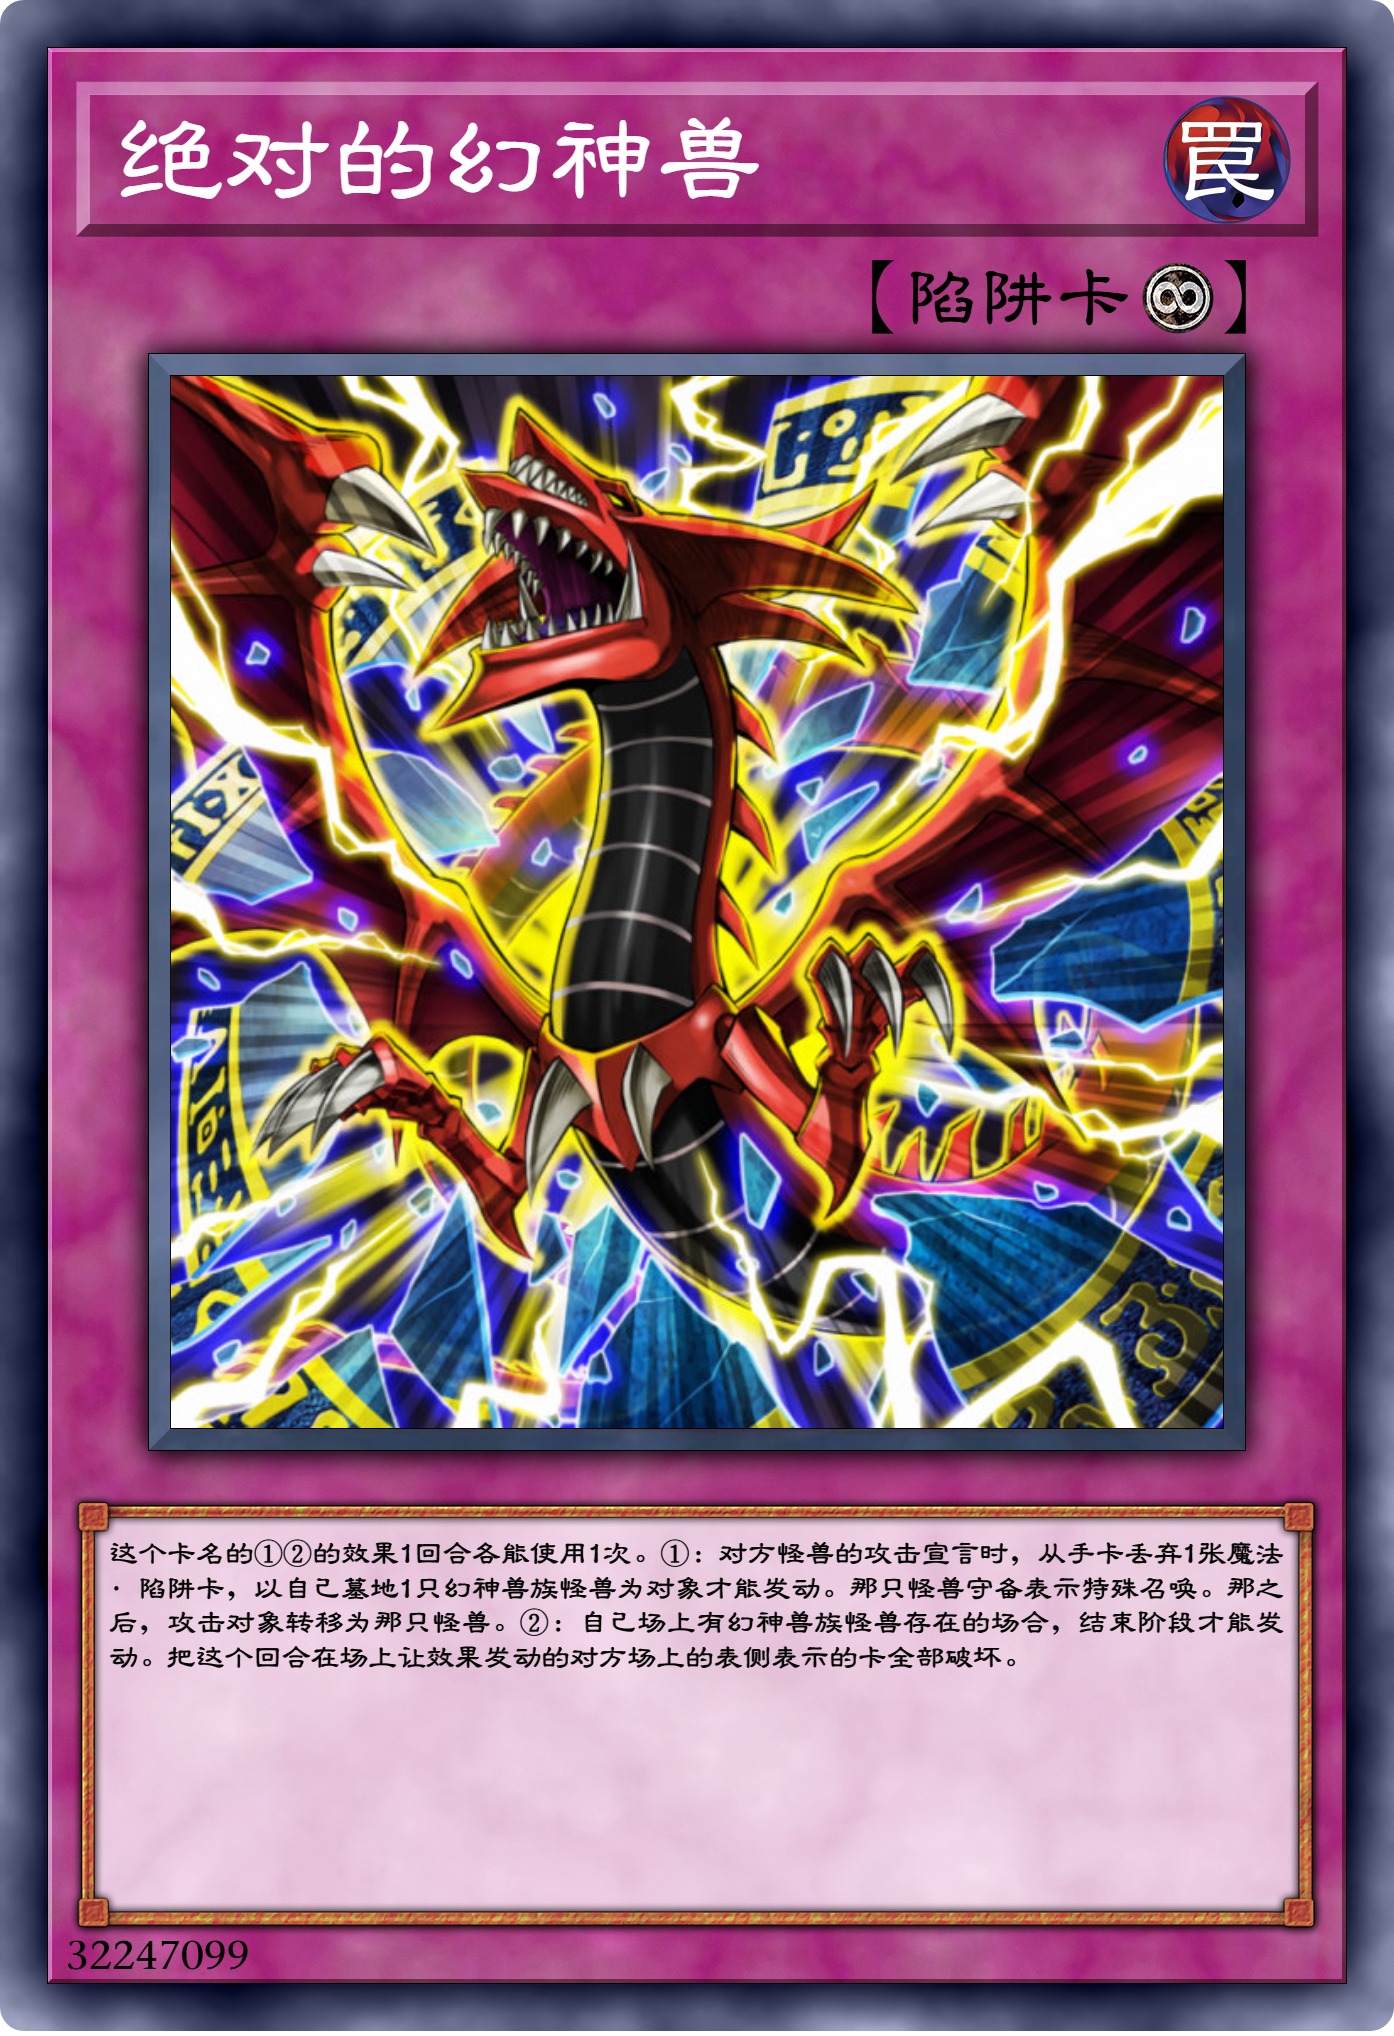 绝对的幻神兽
罠
【陷阱卡♾】
这个卡名的①②的效果1回合各能使用1次。①：对方怪兽的攻击宣言时，从手卡丢弃1张魔法
·陷阱卡，以自己墓地1只幻神兽族怪兽为对象才能发动。那只怪兽守备表示特殊召唤。那之
后，攻击对象转移为那只怪兽。②：自己场上有幻神兽族怪兽存在的场合，结束阶段才能发
动。把这个回合在场上让效果发动的对方场上的表侧表示的卡全部破坏。
32247099